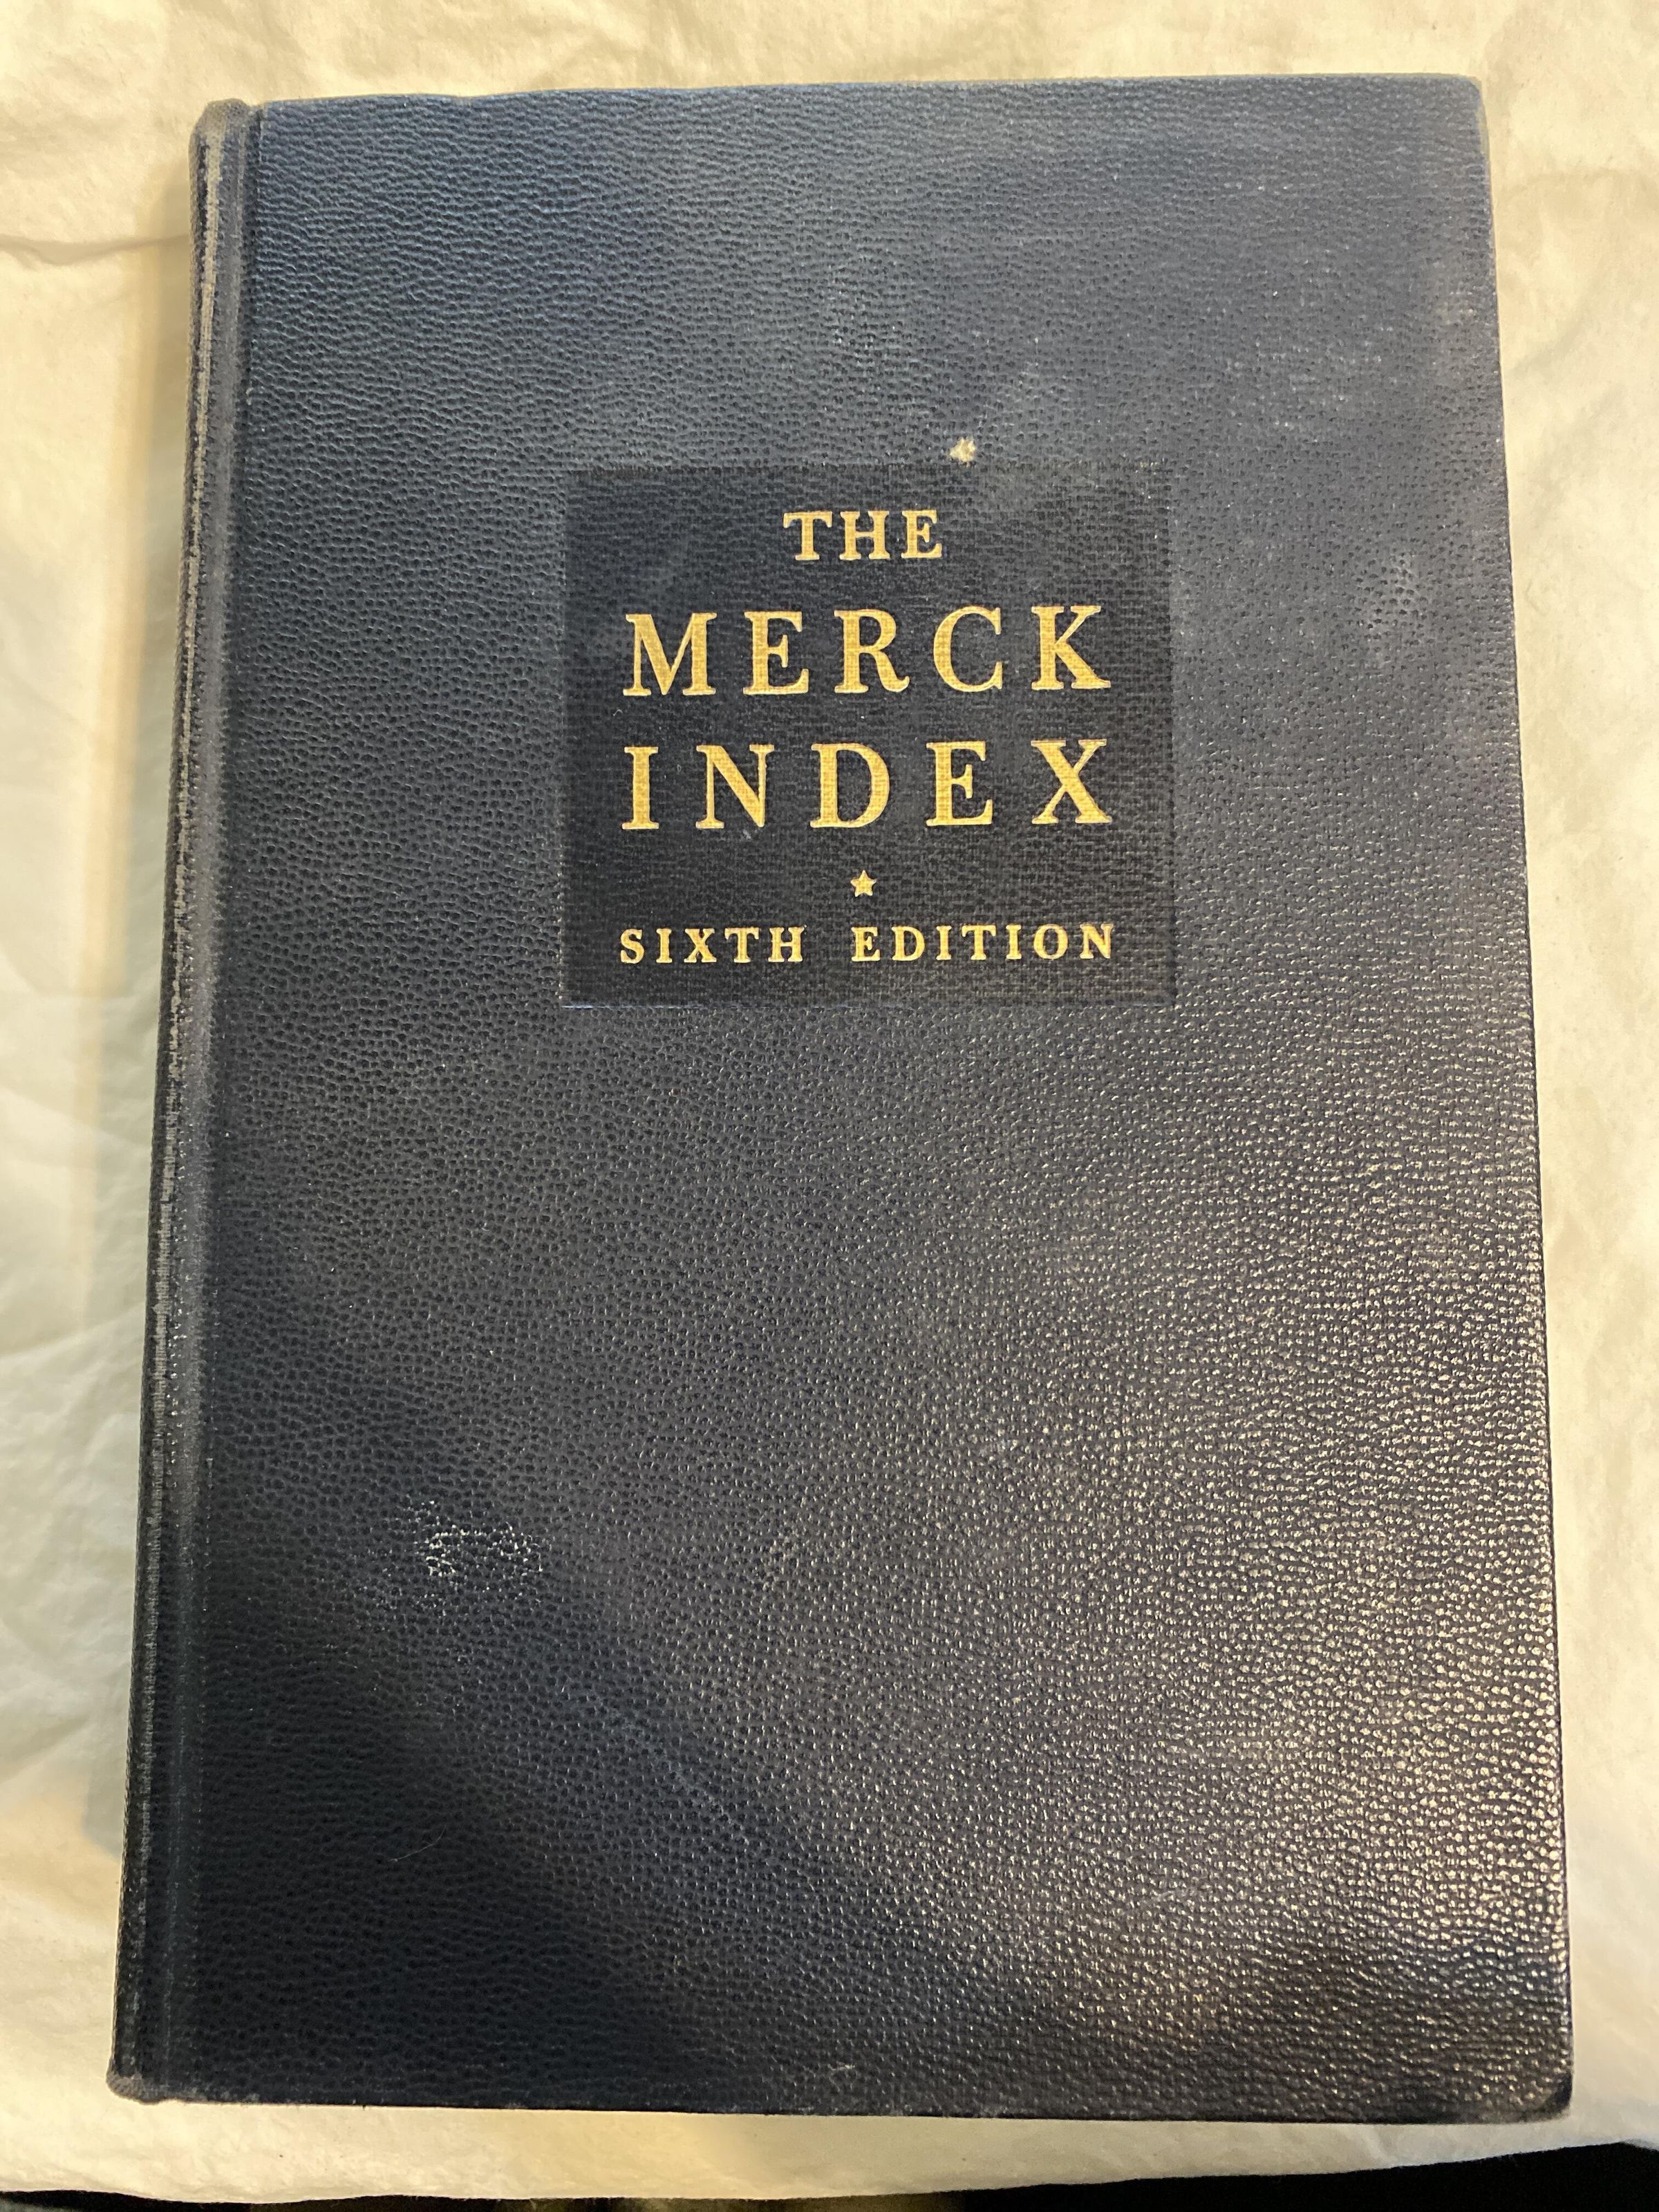 THE
MERCK
INDEX
SIXTH EDITION